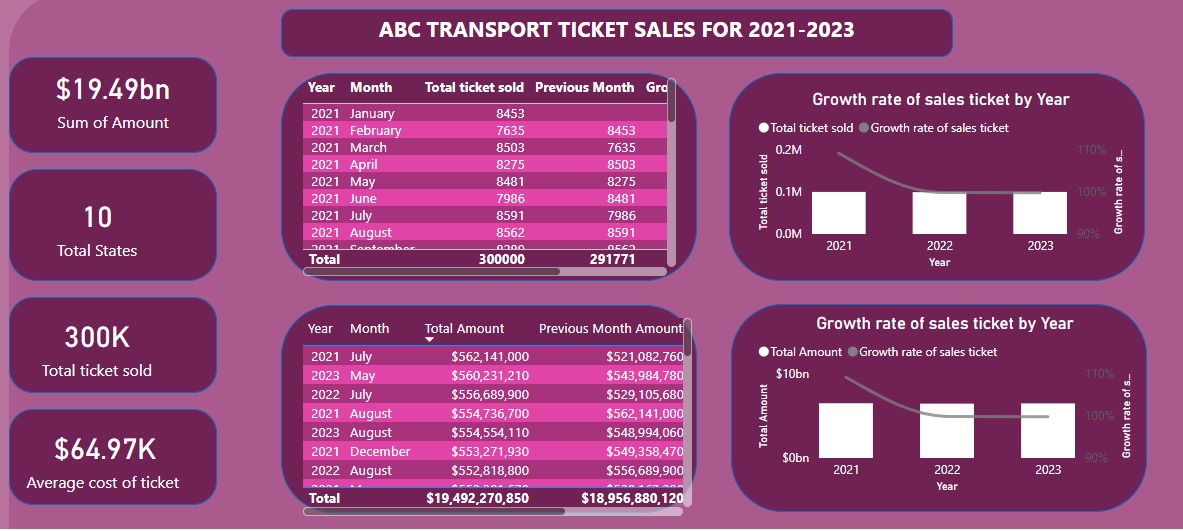 ABC TRANSPORT TICKET SALES FOR 2021-2023
$19.49bn
Sum of Amount
10
Total States
300K
Total ticket sold
$64.97K
Average cost of ticket
Year Month Total ticket sold Previous Month Gro
2021 January 8453
2021 February 7635 8453
2021 March 8503 7635
2021 April 8275 8503
2021 May 8481 8275
2021 June 7986 8481
2021 July 8591 7986
2021 August 8562 8591
2021 September 8280 8562
Total 300000 291771
Year Month Total Amount Previous Month Amount
2021 July $562,141,000 $521,082,760
2023 May $560,231,210 $543,984,780
2022 July $556,689,900 $529,105,680
2021 August $554,736,700 $562,141,000
2023 August $554,554,110 $548,994,060
2021 December $553,271,930 $549,358,470
2022 August $552,818,800 $556,689,900
Total $19,492,270,850 $18,956,880,120
Growth rate of sales ticket by Year
Total ticket sold Growth rate of sales ticket
Total ticket sold
0.2M
0.1M
0.0M
110%
100%
90%
Growth rate of s...
2021 2022 2023
Year
Growth rate of sales ticket by Year
Total Amount Growth rate of sales ticket
Total Amount
$10bn
$0bn
110%
100%
90%
Growth rate of s...
2021 2022 2023
Year